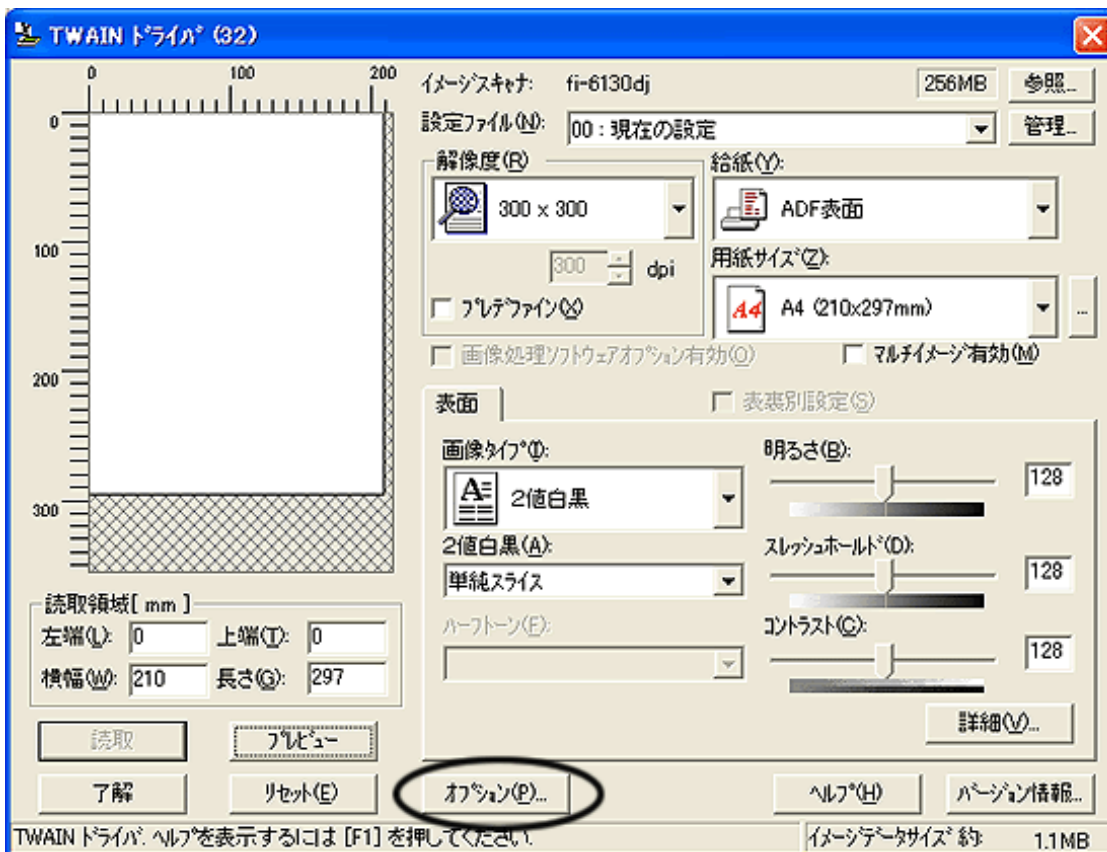 TWAIN ﾄﾞﾗｲﾊﾞ (32)
0 100 200
0
100
200
300
ｲﾒｰｼﾞｽｷｬﾅ: fi-6130dj 256MB 参照...
設定ﾌｧｲﾙ(N): 00 : 現在の設定 管理...
解像度(R)
300 x 300
300 dpi
ﾌﾟﾚﾃﾞﾌｧｲﾝ(X)
給紙(Y):
ADF表面
用紙ｻｲｽﾞ(Z):
A4 A4 (210x297mm) ...
画像処理ｿﾌﾄｳｪｱｵﾌﾟｼｮﾝ有効(O) ﾏﾙﾁｲﾒｰｼﾞ有効(M)
表面 表裏別設定(S)
画像ﾀｲﾌﾟ(I):
A 2値白黒
2値白黒(A):
単純ｽﾗｲｽ
ﾊｰﾌﾄｰﾝ(F):
明るさ(B):
128
ｽﾚｯｼｭﾎｰﾙﾄﾞ(D):
128
ｺﾝﾄﾗｽﾄ(C):
128
詳細(V)...
読取領域[ mm ]
左端(L): 0 上端(T): 0
横幅(W): 210 長さ(G): 297
読取 ﾌﾟﾚﾋﾞｭｰ
了解 ﾘｾｯﾄ(E) ｵﾌﾟｼｮﾝ(P)... ﾍﾙﾌﾟ(H) ﾊﾞｰｼﾞｮﾝ情報...
TWAIN ﾄﾞﾗｲﾊﾞ. ﾍﾙﾌﾟを表示するには [F1] を押してください. ｲﾒｰｼﾞﾃﾞｰﾀｻｲｽﾞ 約: 1.1MB